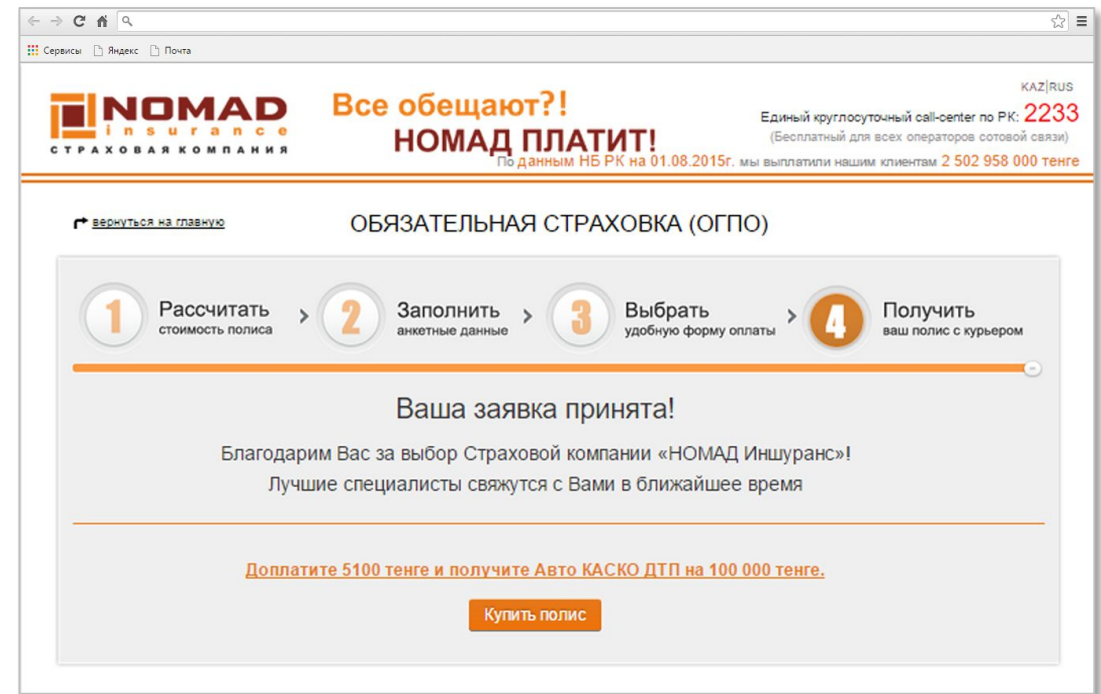 Сервисы Яндекс Почта
KAZ|RUS
NOMAD
insurance
СТРАХОВАЯ КОМПАНИЯ
Все обещают?!
НОМАД ПЛАТИТ!
Единый круглосуточный call-center по РК: 2233
(Бесплатный для всех операторов сотовой связи)
По данным НБ РК на 01.08.2015г. мы выплатили нашим клиентам 2 502 958 000 тенге
вернуться на главную
ОБЯЗАТЕЛЬНАЯ СТРАХОВКА (ОГПО)
1 Рассчитать
стоимость полиса
2 Заполнить
анкетные данные
3 Выбрать
удобную форму оплаты
4 Получить
ваш полис с курьером
Ваша заявка принята!
Благодарим Вас за выбор Страховой компании «НОМАД Иншуранс»!
Лучшие специалисты свяжутся с Вами в ближайшее время
Доплатите 5100 тенге и получите Авто КАСКО ДТП на 100 000 тенге.
Купить полис